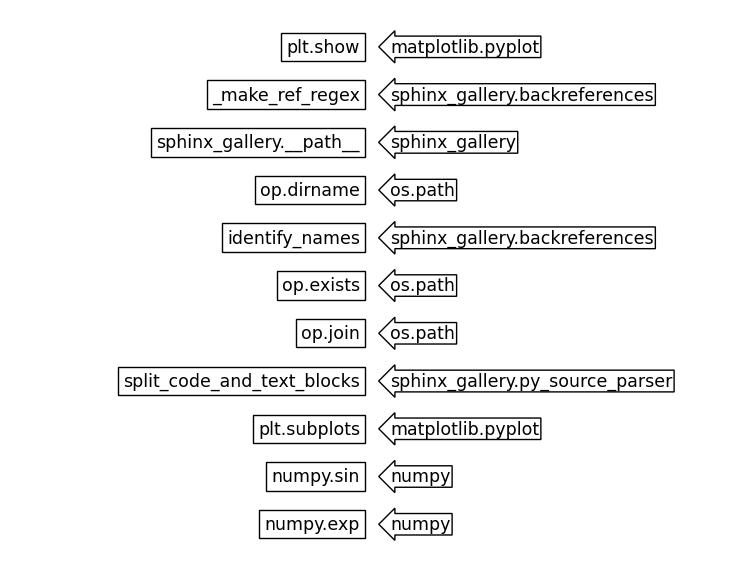 plt.show matplotlib.pyplot
_make_ref_regex sphinx_gallery.backreferences
sphinx_gallery.__path__ sphinx_gallery
op.dirname os.path
identify_names sphinx_gallery.backreferences
op.exists os.path
op.join os.path
split_code_and_text_blocks sphinx_gallery.py_source_parser
plt.subplots matplotlib.pyplot
numpy.sin numpy
numpy.exp numpy